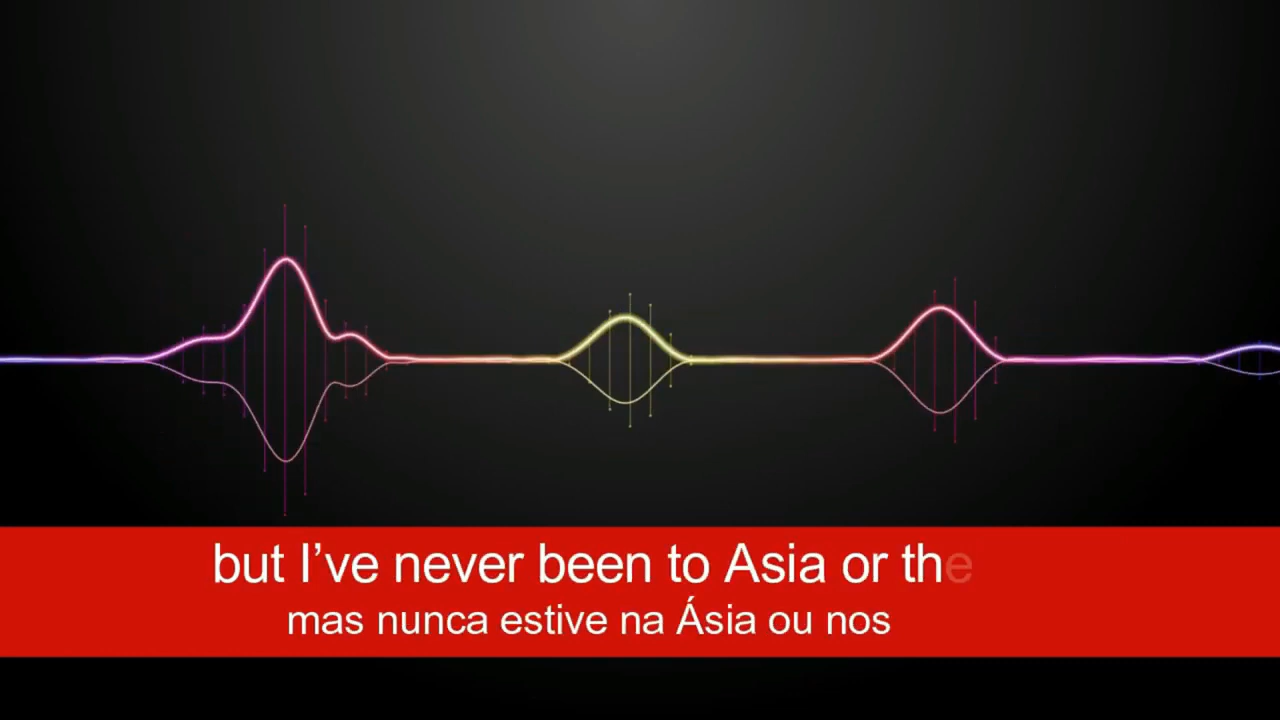 but I’ve never been to Asia or the
mas nunca estive na Ásia ou nos